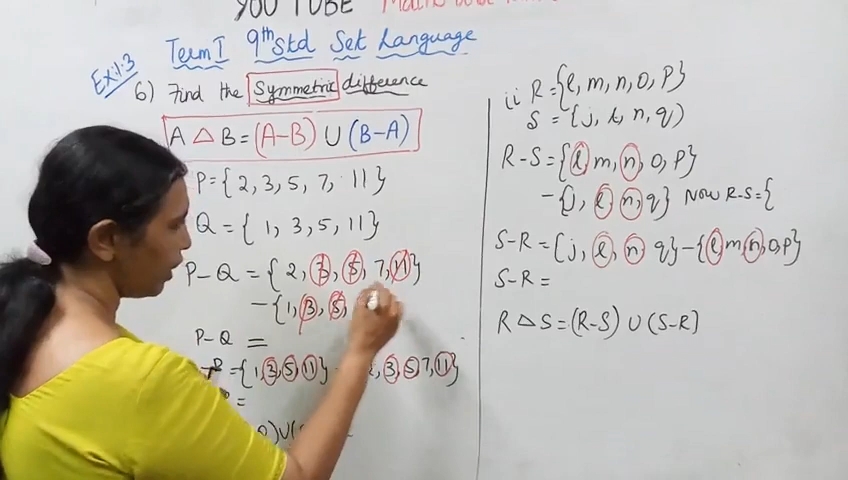 YOU TUBE Maths
Ex:1.3 Term I 9th Std Set Language
6) Find the Symmetric difference
A △ B = (A-B) ∪ (B-A)
P = { 2, 3, 5, 7, 11 }
Q = { 1, 3, 5, 11 }
P - Q = { 2, 3, 5, 7, 11 }
- { 1, 3, 5,
P - Q =
= { 1, 3, 5, 11 } 3, 5, 7, 11 }
=
) ∪ (
ii R = { l, m, n, o, p }
S = { j, l, n, q }
R-S = { l m, n, o, p }
- { j, l, n, q } Now R-S = {
S-R = { j, l, n, q } - { l m, n, o, p }
S-R =
R △ S = (R-S) ∪ (S-R)